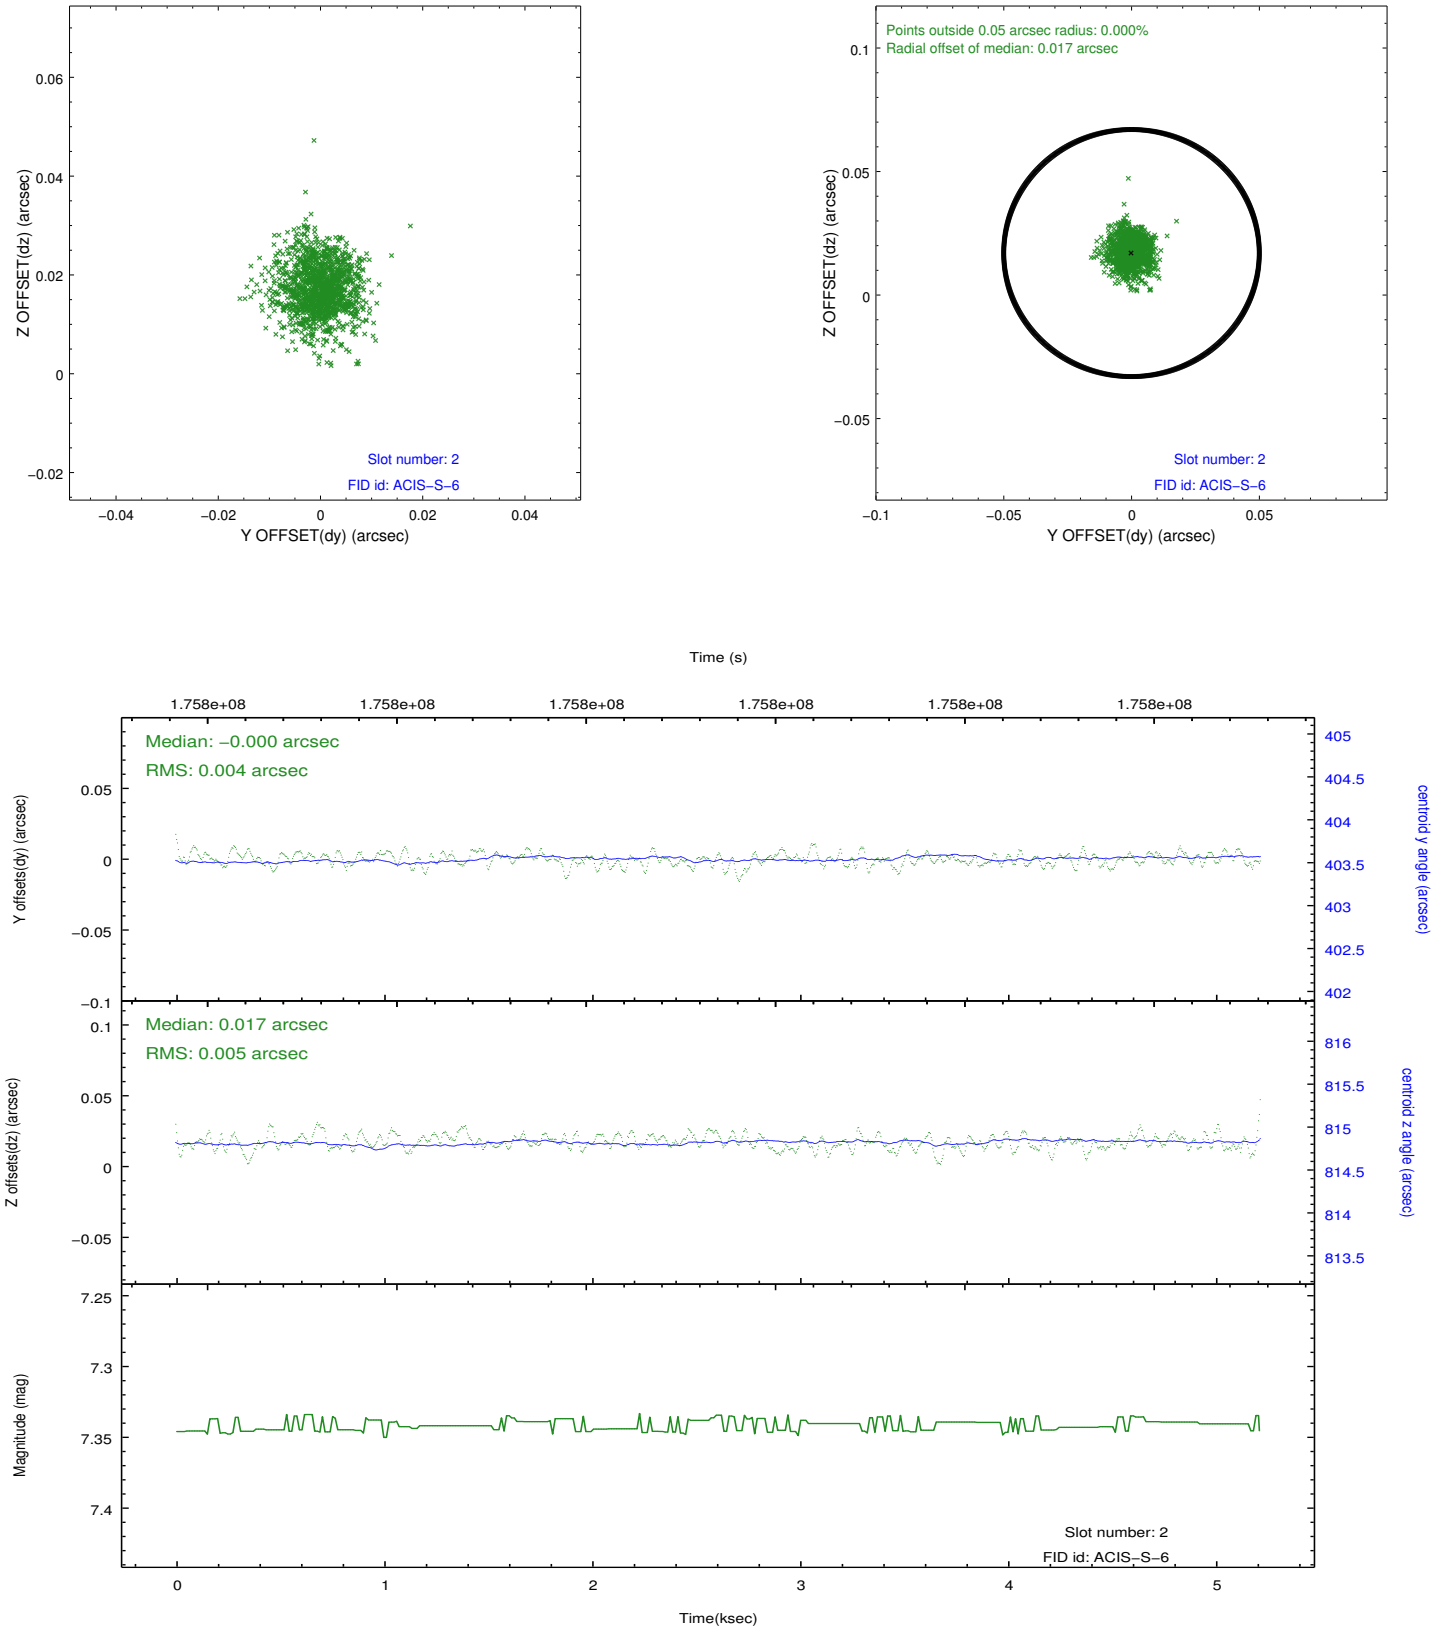 0.06
0.04
0.02
0
−0.02
Z OFFSET(dz) (arcsec)
Slot number: 2
FID id: ACIS−S−6
−0.04
−0.02
0
0.02
0.04
Y OFFSET(dy) (arcsec)
Points outside 0.05 arcsec radius: 0.000%
Radial offset of median: 0.017 arcsec
0.1
0.05
0
−0.05
Z OFFSET(dz) (arcsec)
Slot number: 2
FID id: ACIS−S−6
−0.1
−0.05
0
0.05
Y OFFSET(dy) (arcsec)
Time (s)
1.758e+08
1.758e+08
1.758e+08
1.758e+08
1.758e+08
1.758e+08
Median: −0.000 arcsec
RMS: 0.004 arcsec
0.05
0
−0.05
−0.1
Y offsets(dy) (arcsec)
405
404.5
404
403.5
403
402.5
402
centroid y angle (arcsec)
Median: 0.017 arcsec
RMS: 0.005 arcsec
0.1
0.05
0
−0.05
Z offsets(dz) (arcsec)
816
815.5
815
814.5
814
813.5
centroid z angle (arcsec)
7.25
7.3
7.35
7.4
Magnitude (mag)
Slot number: 2
FID id: ACIS−S−6
0
1
2
3
4
5
Time(ksec)